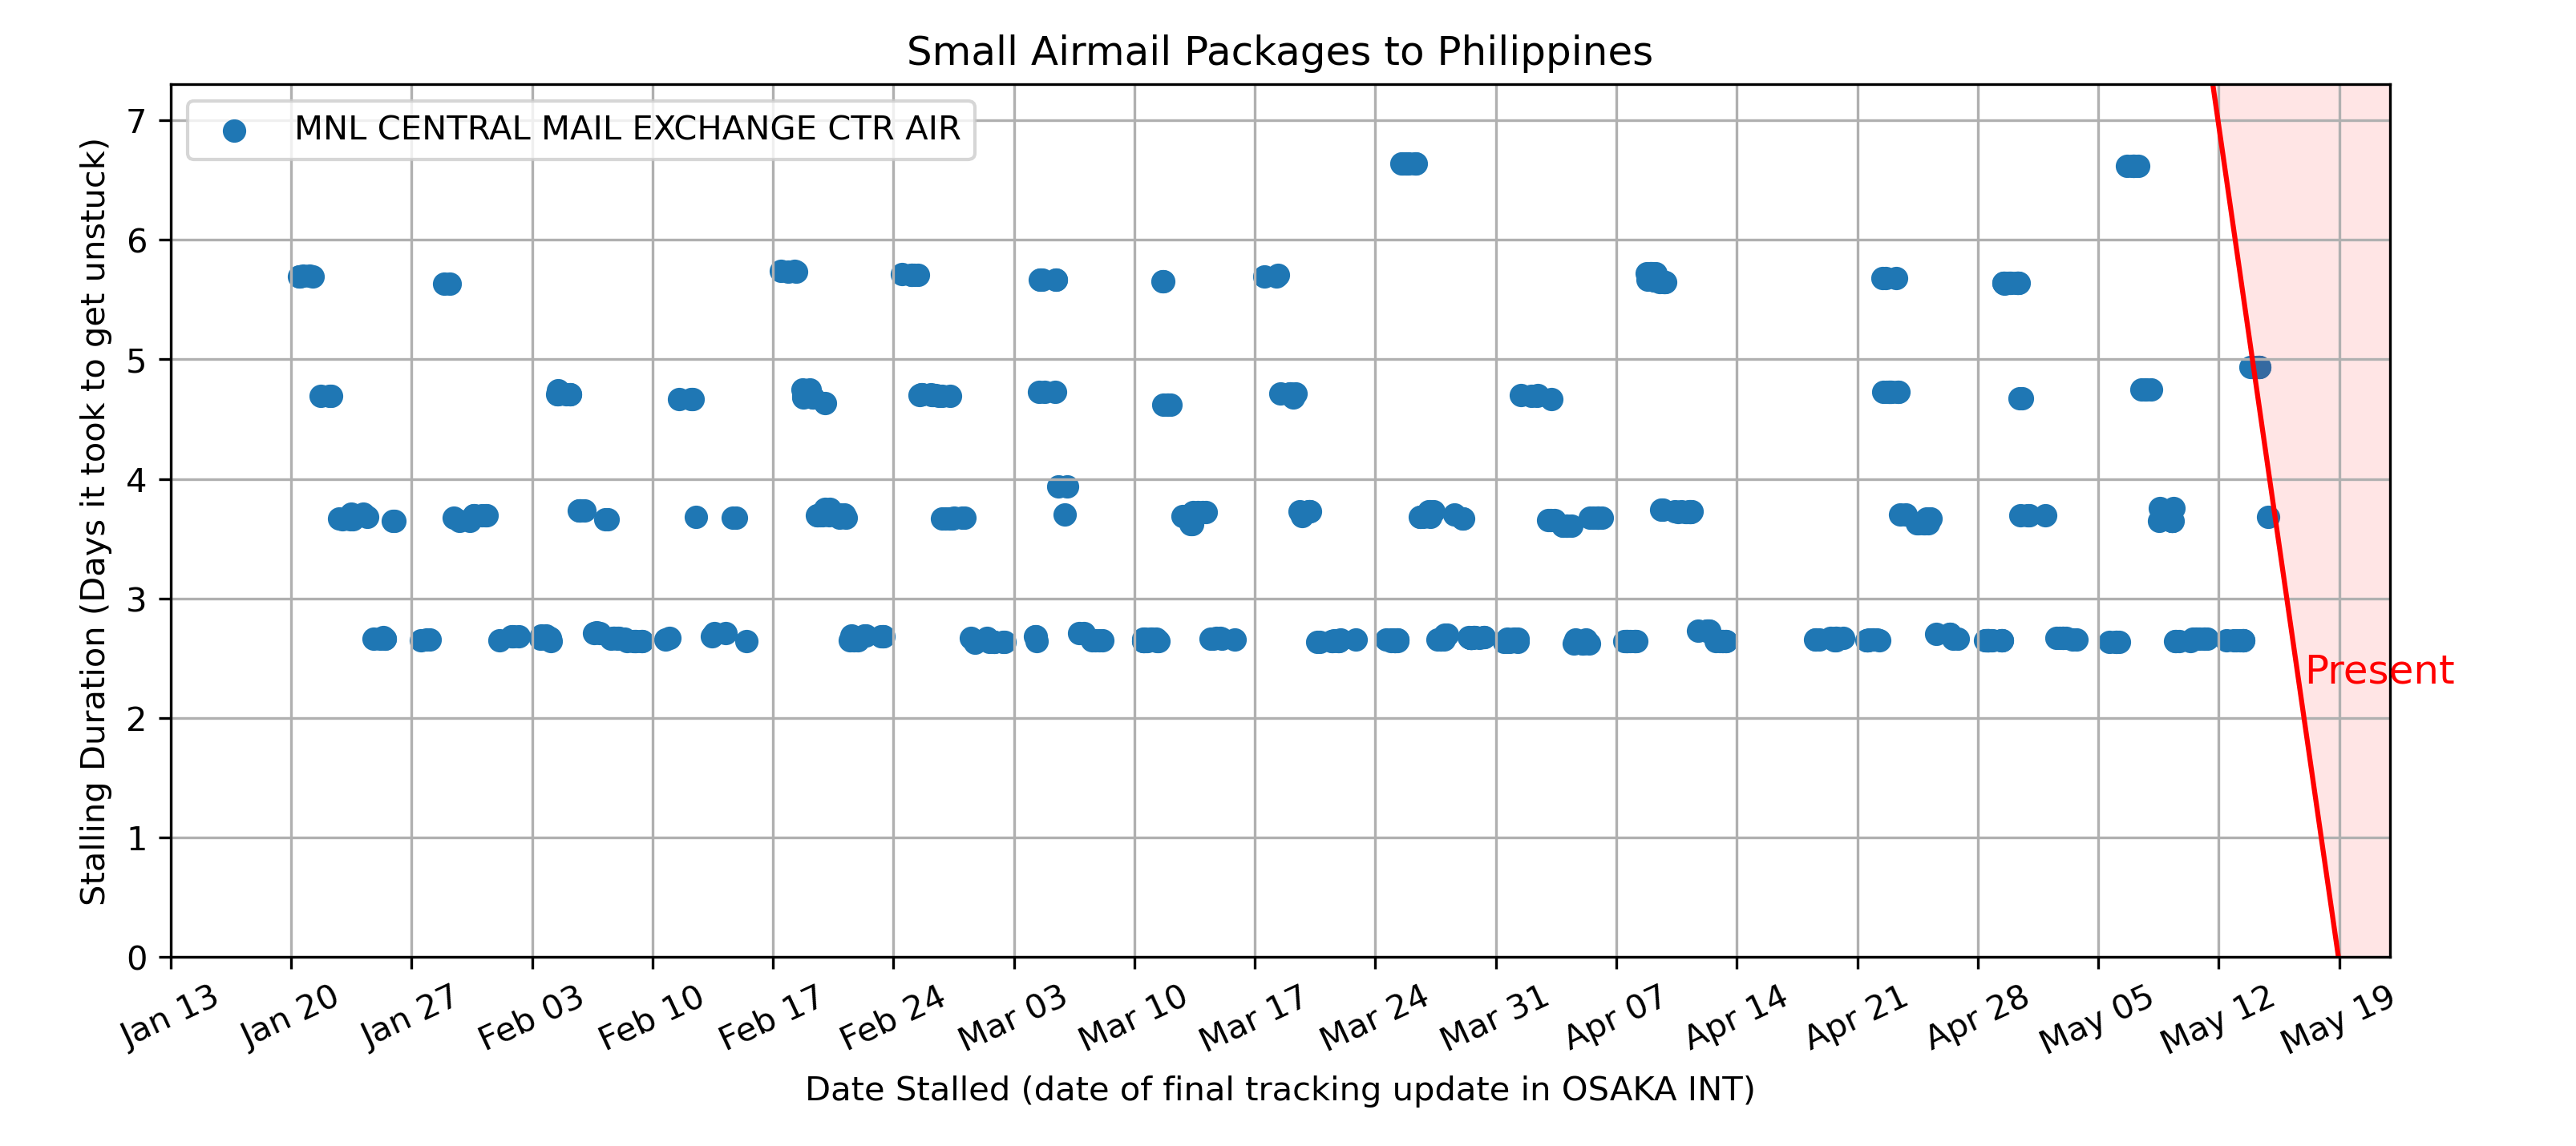 Small Airmail Packages to Philippines
MNL CENTRAL MAIL EXCHANGE CTR AIR
Stalling Duration (Days it took to get unstuck)
7
6
5
4
3
2
1
0
Present
Jan 13 Jan 20 Jan 27 Feb 03 Feb 10 Feb 17 Feb 24 Mar 03 Mar 10 Mar 17 Mar 24 Mar 31 Apr 07 Apr 14 Apr 21 Apr 28 May 05 May 12 May 19
Date Stalled (date of final tracking update in OSAKA INT)